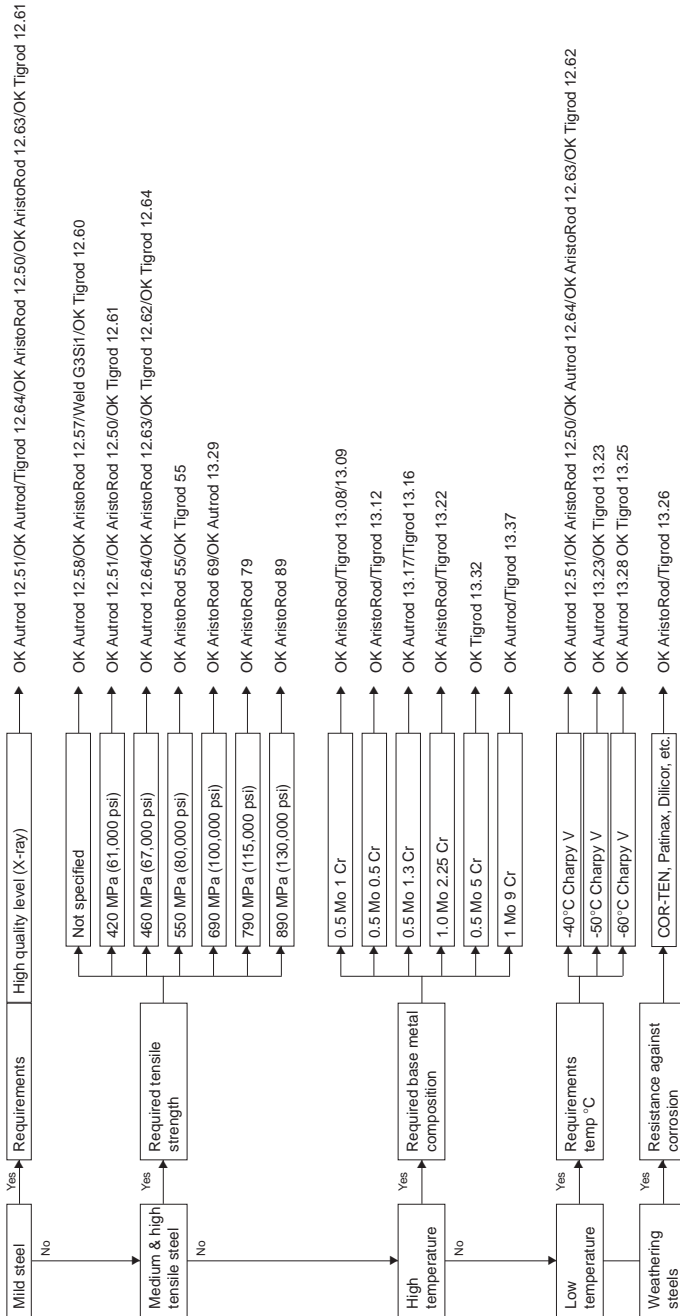 Mild steel
Yes
Requirements
High quality level (X-ray)
OK Autrod 12.51/OK Autrod/Tigrod 12.64/OK AristoRod 12.50/OK AristoRod 12.63/OK Tigrod 12.61
No
Medium & high
tensile steel
Yes
Required tensile
strength
Not specified
OK Autrod 12.58/OK AristoRod 12.57/Weld G3Si1/OK Tigrod 12.60
420 MPa (61,000 psi)
OK Autrod 12.51/OK AristoRod 12.50/OK Tigrod 12.61
460 MPa (67,000 psi)
OK Autrod 12.64/OK AristoRod 12.63/OK Tigrod 12.62/OK Tigrod 12.64
550 MPa (80,000 psi)
OK AristoRod 55/OK Tigrod 55
690 MPa (100,000 psi)
OK AristoRod 69/OK Autrod 13.29
790 MPa (115,000 psi)
OK AristoRod 79
890 MPa (130,000 psi)
OK AristoRod 89
No
High
temperature
Yes
Required base metal
composition
0.5 Mo 1 Cr
OK AristoRod/Tigrod 13.08/13.09
0.5 Mo 0.5 Cr
OK AristoRod/Tigrod 13.12
0.5 Mo 1.3 Cr
OK Autrod 13.17/Tigrod 13.16
1.0 Mo 2.25 Cr
OK AristoRod/Tigrod 13.22
0.5 Mo 5 Cr
OK Tigrod 13.32
1 Mo 9 Cr
OK Autrod/Tigrod 13.37
No
Low
temperature
Yes
Requirements
temp °C
-40°C Charpy V
OK Autrod 12.51/OK AristoRod 12.50/OK Autrod 12.64/OK AristoRod 12.63/OK Tigrod 12.62
-50°C Charpy V
OK Autrod 13.23/OK Tigrod 13.23
-60°C Charpy V
OK Autrod 13.28 OK Tigrod 13.25
Weathering
steels
Yes
Resistance against
corrosion
COR-TEN, Patinax, Dilicor, etc.
OK AristoRod/Tigrod 13.26